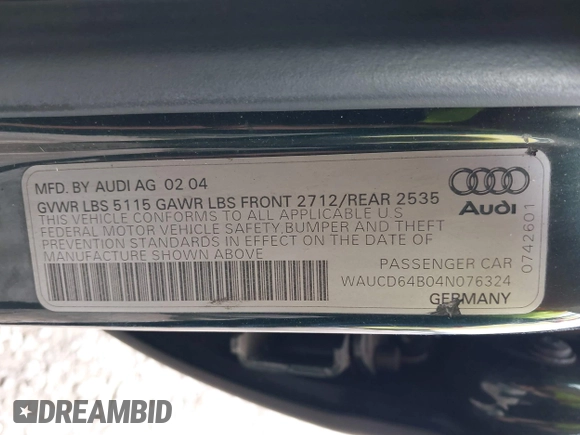 MFD. BY AUDI AG 02 04
GVWR LBS 5115 GAWR LBS FRONT 2712/REAR 2535
THIS VEHICLE CONFORMS TO ALL APPLICABLE U S
FEDERAL MOTOR VEHICLE SAFETY,BUMPER AND THEFT
PREVENTION STANDARDS IN EFFECT ON THE DATE OF
MANUFACTURE SHOWN ABOVE
Audi
0742601
PASSENGER CAR
WAUCD64B04N076324
GERMANY
DREAMBID